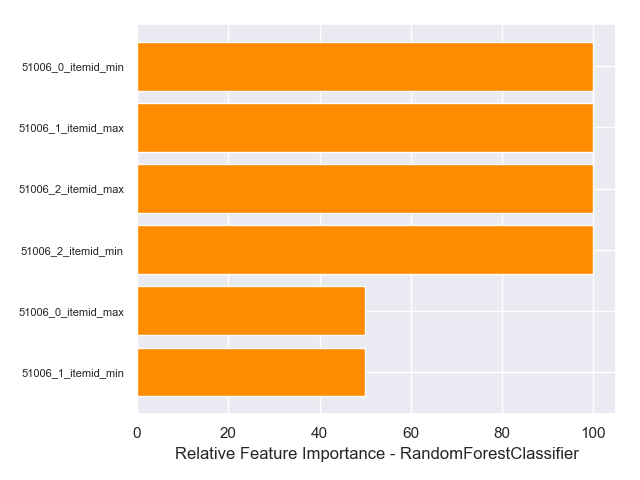 51006_0_itemid_min
51006_1_itemid_max
51006_2_itemid_max
51006_2_itemid_min
51006_0_itemid_max
51006_1_itemid_min
0 20 40 60 80 100
Relative Feature Importance - RandomForestClassifier